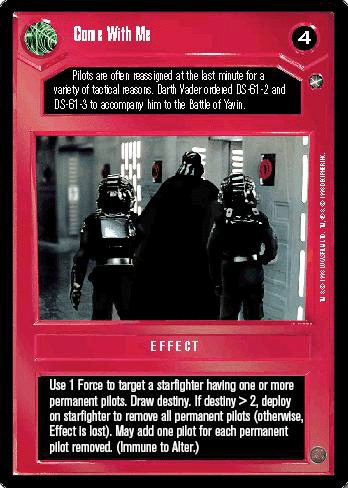 Come With Me
4
Pilots are often reassigned at the last minute for a
variety of tactical reasons. Darth Vader ordered DS-61-2 and
DS-61-3 to accompany him to the Battle of Yavin.
EFFECT
Use 1 Force to target a starfighter having one or more
permanent pilots. Draw destiny. If destiny > 2, deploy
on starfighter to remove all permanent pilots (otherwise,
Effect is lost). May add one pilot for each permanent
pilot removed. (Immune to Alter.)